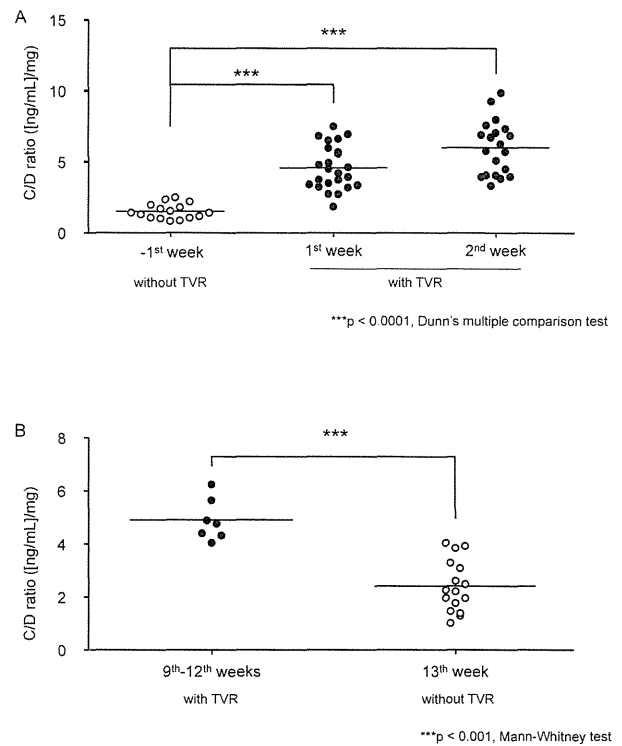 A
15
10
5
0
C/D ratio ([ng/mL]/mg)
***
***
-1st week
1st week
2nd week
without TVR
with TVR
***p < 0.0001, Dunn's multiple comparison test
B
8
6
4
2
0
C/D ratio ([ng/mL]/mg)
***
9th-12th weeks
13th week
with TVR
without TVR
***p < 0.001, Mann-Whitney test